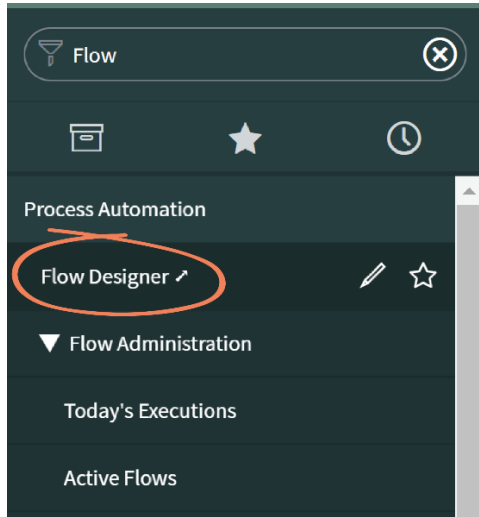 Flow
Process Automation
Flow Designer
Flow Administration
Today's Executions
Active Flows